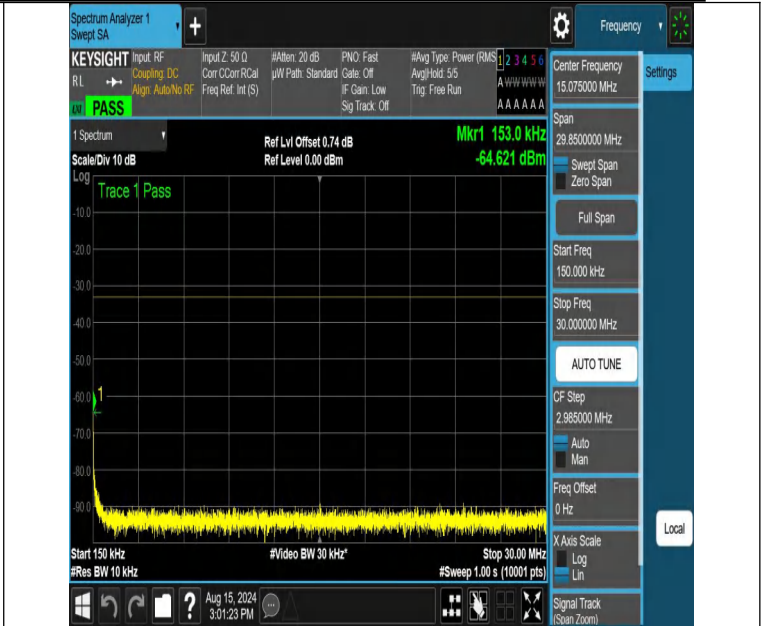 Spectrum Analyzer 1
Swept SA
+
Frequency
KEYSIGHT
RL
LXI
PASS
Input: RF
Coupling: DC
Align: Auto/No RF
Input Z: 50 Ω
Corr CCorr RCal
Freq Ref: Int (S)
#Atten: 20 dB
µW Path: Standard
PNO: Fast
Gate: Off
IF Gain: Low
Sig Track: Off
#Avg Type: Power (RMS
Avg|Hold: 5/5
Trig: Free Run
1 2 3 4 5 6
A W W W W W
A A A A A A
1 Spectrum
Scale/Div 10 dB
Ref Lvl Offset 0.74 dB
Ref Level 0.00 dBm
Mkr1 153.0 kHz
-64.621 dBm
Log
Trace 1 Pass
-10.0
-20.0
-30.0
-40.0
-50.0
-60.0
-70.0
-80.0
-90.0
1
Start 150 kHz
#Res BW 10 kHz
#Video BW 30 kHz*
Stop 30.00 MHz
#Sweep 1.00 s (10001 pts)
Center Frequency
15.075000 MHz
Settings
Span
29.8500000 MHz
Swept Span
Zero Span
Full Span
Start Freq
150.000 kHz
Stop Freq
30.000000 MHz
AUTO TUNE
CF Step
2.985000 MHz
Auto
Man
Freq Offset
0 Hz
X Axis Scale
Log
Lin
Local
Signal Track
(Span Zoom)
?
Aug 15, 2024
3:01:23 PM